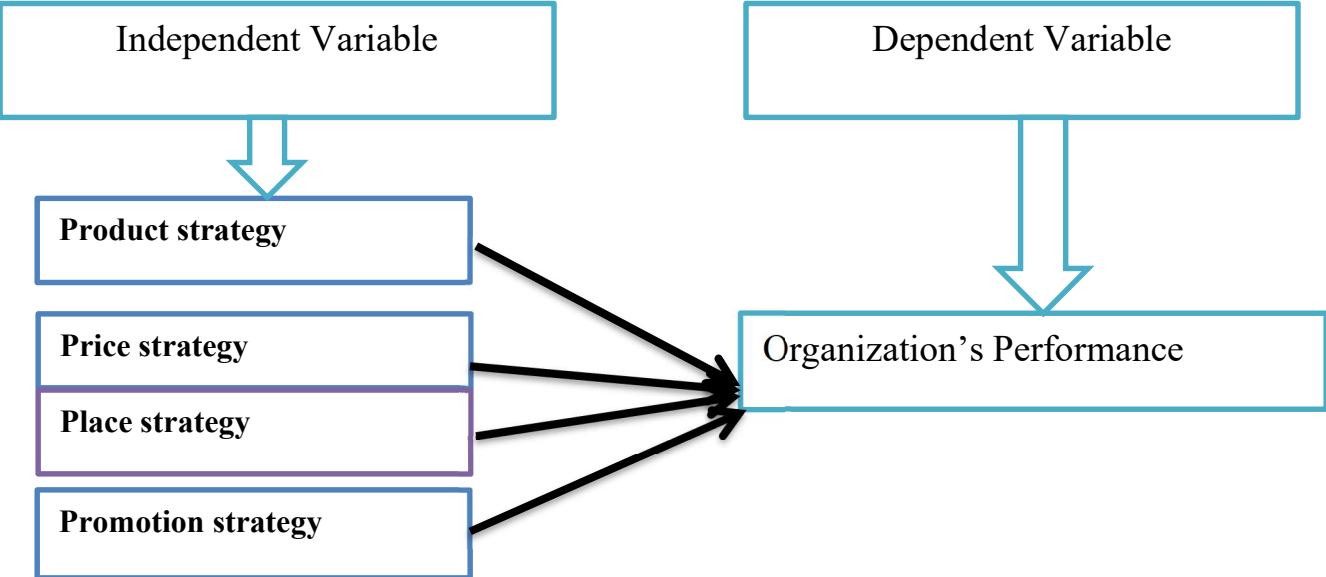 Independent Variable
Dependent Variable
Product strategy
Price strategy
Organization’s Performance
Place strategy
Promotion strategy